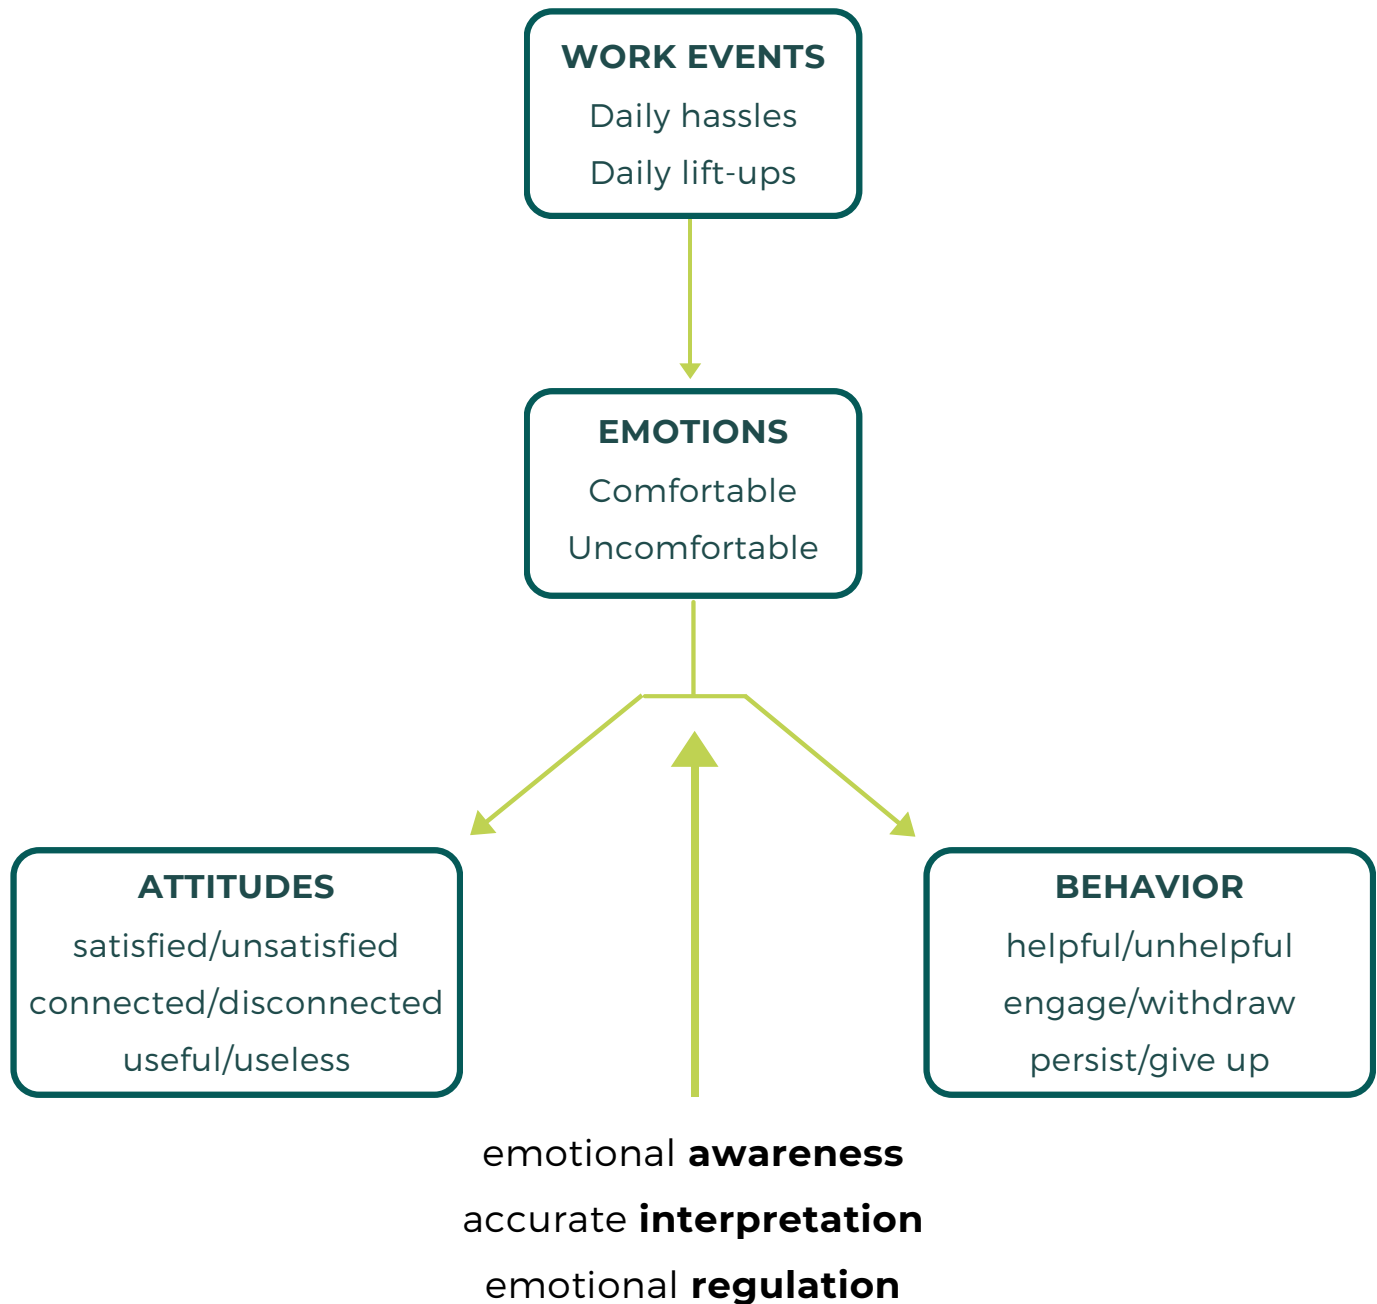 WORK EVENTS
Daily hassles
Daily lift-ups
EMOTIONS
Comfortable
Uncomfortable
ATTITUDES
satisfied/unsatisfied
connected/disconnected
useful/useless
BEHAVIOR
helpful/unhelpful
engage/withdraw
persist/give up
emotional awareness
accurate interpretation
emotional regulation